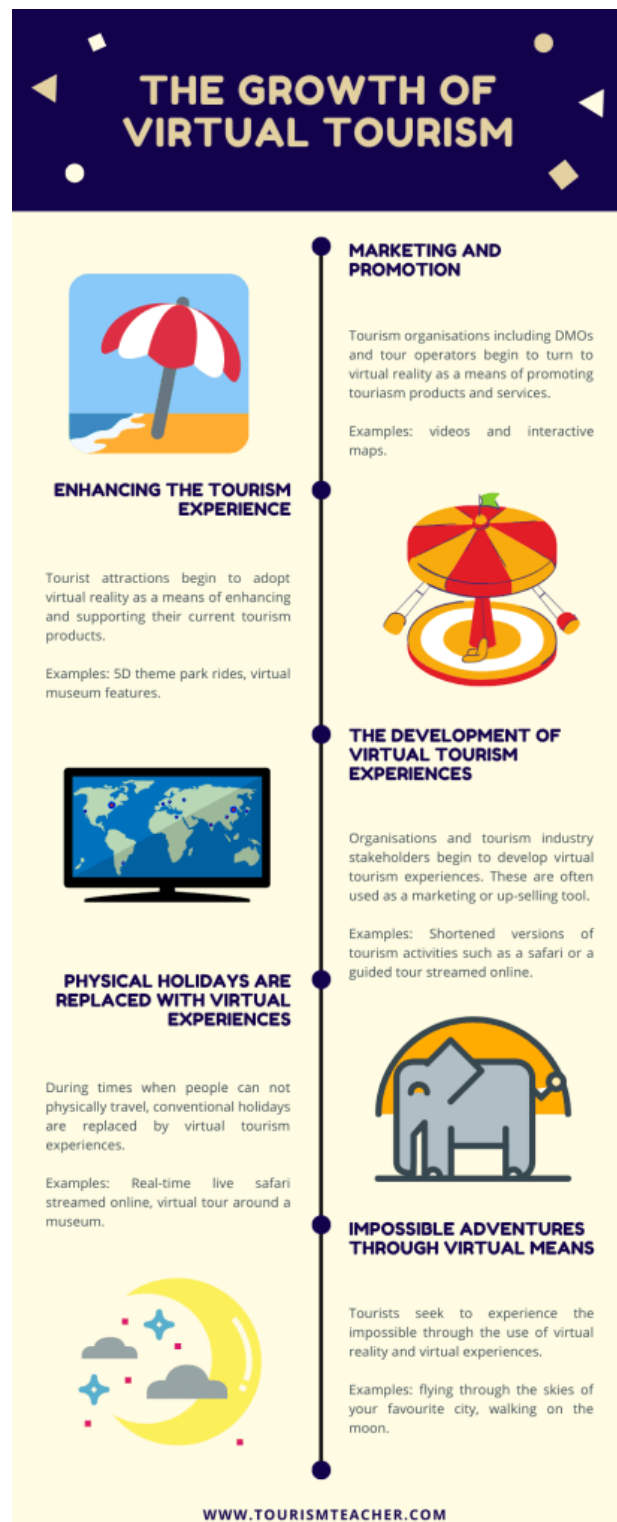 THE GROWTH OF
VIRTUAL TOURISM
MARKETING AND
PROMOTION
Tourism organisations including DMOs
and tour operators begin to turn to
virtual reality as a means of promoting
touriasm products and services.
Examples: videos and interactive
maps.
ENHANCING THE TOURISM
EXPERIENCE
Tourist attractions begin to adopt
virtual reality as a means of enhancing
and supporting their current tourism
products.
Examples: 5D theme park rides, virtual
museum features.
THE DEVELOPMENT OF
VIRTUAL TOURISM
EXPERIENCES
Organisations and tourism industry
stakeholders begin to develop virtual
tourism experiences. These are often
used as a marketing or up-selling tool.
Examples: Shortened versions of
tourism activities such as a safari or a
guided tour streamed online.
PHYSICAL HOLIDAYS ARE
REPLACED WITH VIRTUAL
EXPERIENCES
During times when people can not
physically travel, conventional holidays
are replaced by virtual tourism
experiences.
Examples: Real-time live safari
streamed online, virtual tour around a
museum.
IMPOSSIBLE ADVENTURES
THROUGH VIRTUAL MEANS
Tourists seek to experience the
impossible through the use of virtual
reality and virtual experiences.
Examples: flying through the skies of
your favourite city, walking on the
moon.
WWW.TOURISMTEACHER.COM